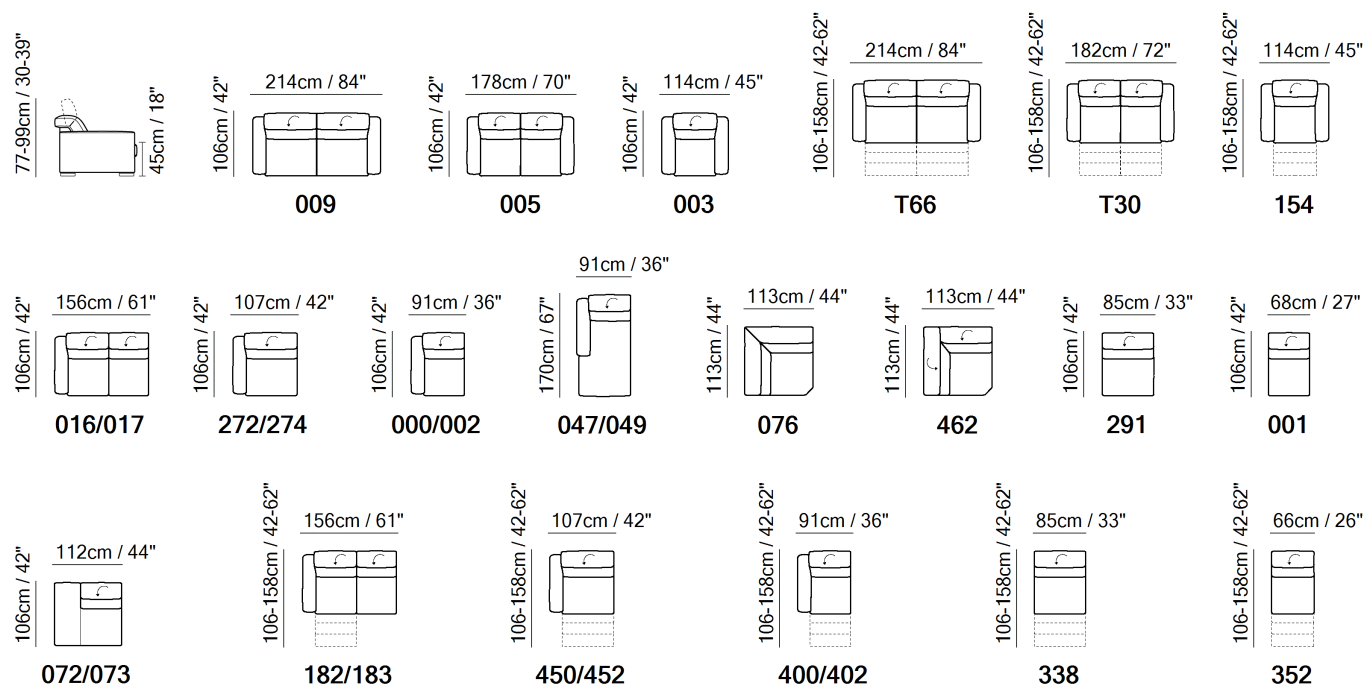 77-99cm / 30-39"
45cm / 18"
106cm / 42"
214cm / 84"
009
106cm / 42"
178cm / 70"
005
106cm / 42"
114cm / 45"
003
106-158cm / 42-62"
214cm / 84"
T66
106-158cm / 42-62"
182cm / 72"
T30
106-158cm / 42-62"
114cm / 45"
154
106cm / 42"
156cm / 61"
016/017
106cm / 42"
107cm / 42"
272/274
106cm / 42"
91cm / 36"
000/002
170cm / 67"
91cm / 36"
047/049
113cm / 44"
113cm / 44"
076
113cm / 44"
113cm / 44"
462
106cm / 42"
85cm / 33"
291
106cm / 42"
68cm / 27"
001
106cm / 42"
112cm / 44"
072/073
106-158cm / 42-62"
156cm / 61"
182/183
106-158cm / 42-62"
107cm / 42"
450/452
106-158cm / 42-62"
91cm / 36"
400/402
106-158cm / 42-62"
85cm / 33"
338
106-158cm / 42-62"
66cm / 26"
352